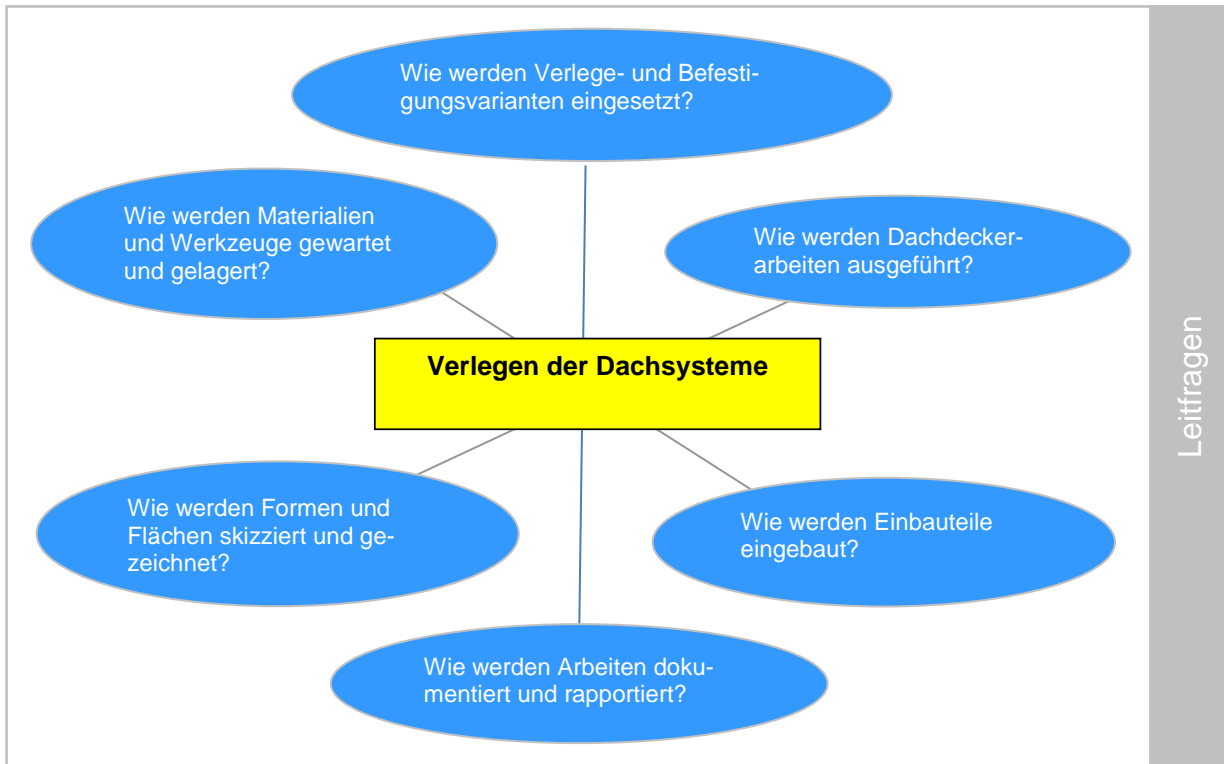 Wie werden Verlege- und Befesti-
gungsvarianten eingesetzt?
Wie werden Materialien
und Werkzeuge gewartet
und gelagert?
Wie werden Dachdecker-
arbeiten ausgeführt?
Verlegen der Dachsysteme
Wie werden Formen und
Flächen skizziert und ge-
zeichnet?
Wie werden Einbauteile
eingebaut?
Wie werden Arbeiten doku-
mentiert und rapportiert?
Leitfragen